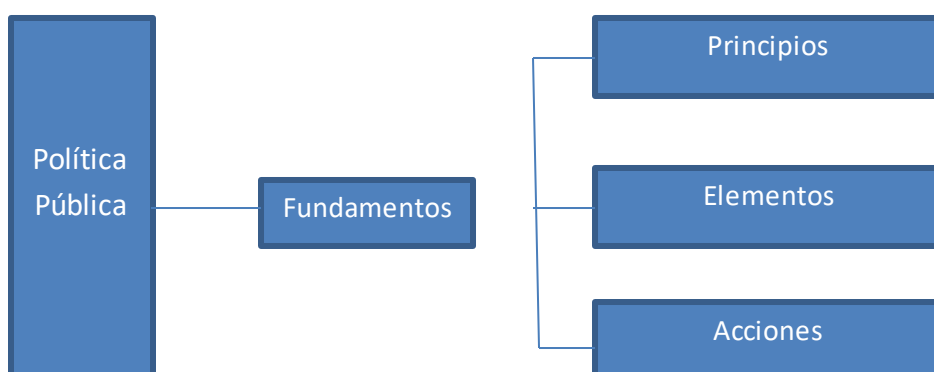 Política
Pública
Fundamentos
Principios
Elementos
Acciones